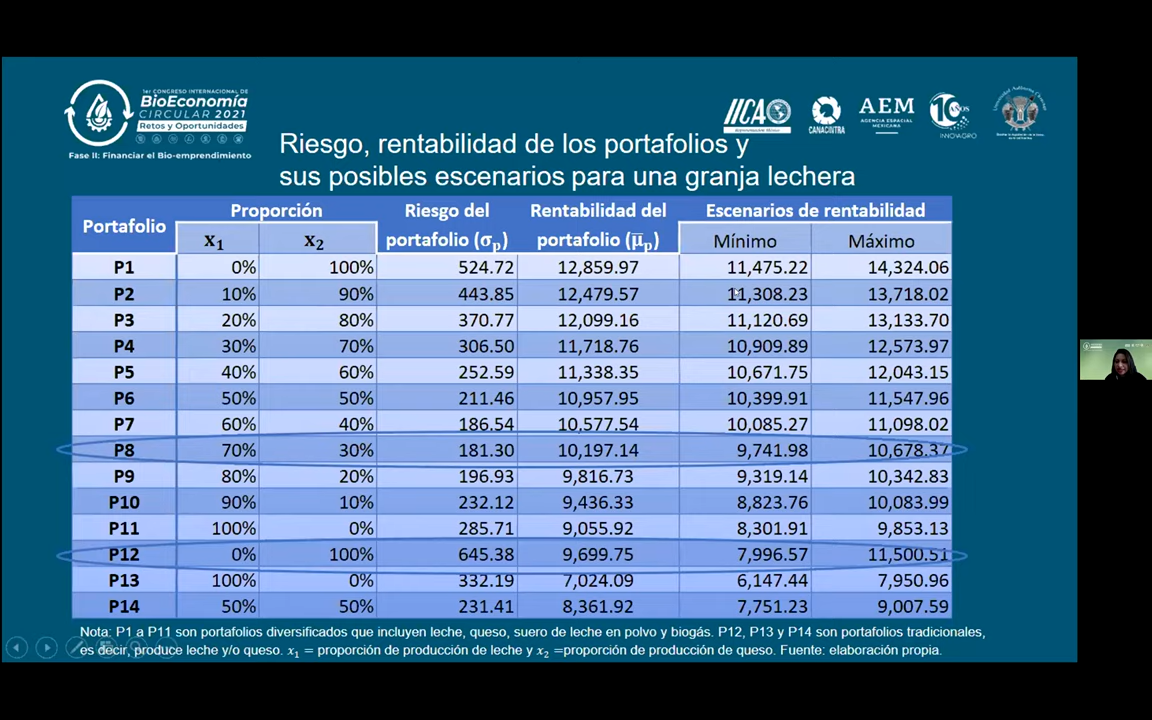 1er CONGRESO INTERNACIONAL DE
BioEconomía
CIRCULAR 2021
Retos y Oportunidades
Fase II: Financiar el Bio-emprendimiento
IICA
CANACINTRA
AEM
AGENCIA ESPACIAL
MEXICANA
10 AÑOS
INNOVAGRO
Riesgo, rentabilidad de los portafolios y
sus posibles escenarios para una granja lechera
Portafolio Proporción Riesgo del portafolio (σp) Rentabilidad del portafolio (μ̅p) Escenarios de rentabilidad
x1 x2 Mínimo Máximo
P1 0% 100% 524.72 12,859.97 11,475.22 14,324.06
P2 10% 90% 443.85 12,479.57 11,308.23 13,718.02
P3 20% 80% 370.77 12,099.16 11,120.69 13,133.70
P4 30% 70% 306.50 11,718.76 10,909.89 12,573.97
P5 40% 60% 252.59 11,338.35 10,671.75 12,043.15
P6 50% 50% 211.46 10,957.95 10,399.91 11,547.96
P7 60% 40% 186.54 10,577.54 10,085.27 11,098.02
P8 70% 30% 181.30 10,197.14 9,741.98 10,678.37
P9 80% 20% 196.93 9,816.73 9,319.14 10,342.83
P10 90% 10% 232.12 9,436.33 8,823.76 10,083.99
P11 100% 0% 285.71 9,055.92 8,301.91 9,853.13
P12 0% 100% 645.38 9,699.75 7,996.57 11,500.51
P13 100% 0% 332.19 7,024.09 6,147.44 7,950.96
P14 50% 50% 231.41 8,361.92 7,751.23 9,007.59
Nota: P1 a P11 son portafolios diversificados que incluyen leche, queso, suero de leche en polvo y biogás. P12, P13 y P14 son portafolios tradicionales,
es decir, produce leche y/o queso. x1 = proporción de producción de leche y x2 =proporción de producción de queso. Fuente: elaboración propia.